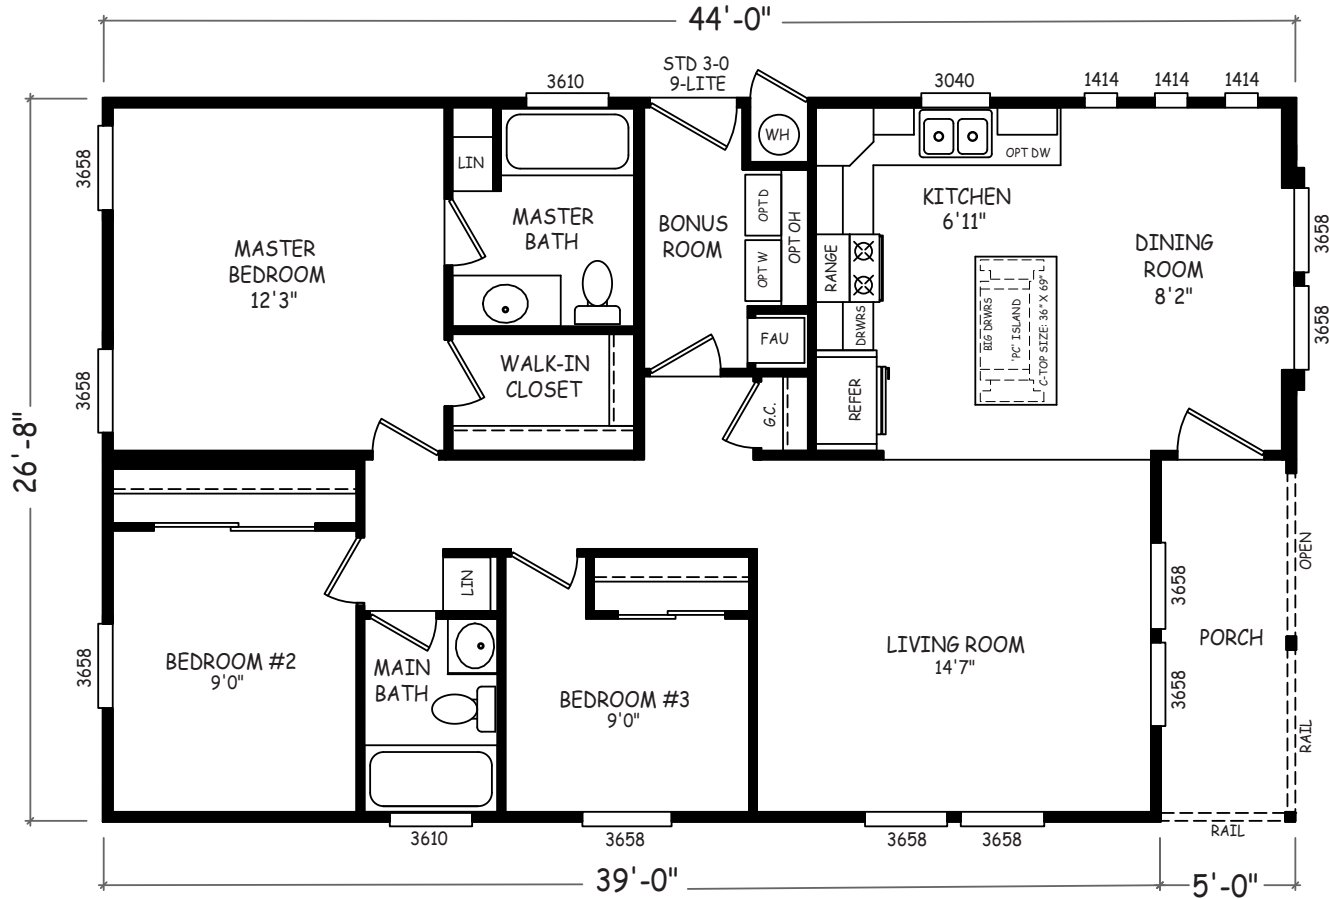 44'-0"
STD 3-0
9-LITE
3610
3040
1414
1414
1414
WH
3658
LIN
OPT DW
MASTER
BATH
BONUS
ROOM
OPT D
OPT OH
OPT W
KITCHEN
6'11"
DINING
ROOM
8'2"
3658
MASTER
BEDROOM
12'3"
RANGE
BIG DRWRS
'PC' ISLAND
C-TOP SIZE: 36" X 69"
DRWRS
3658
FAU
WALK-IN
CLOSET
3658
G.C.
REFER
26'-8"
OPEN
LIN
3658
PORCH
LIVING ROOM
14'7"
BEDROOM #2
9'0"
3658
MAIN
BATH
BEDROOM #3
9'0"
3658
RAIL
3610
3658
3658
3658
RAIL
39'-0"
5'-0"